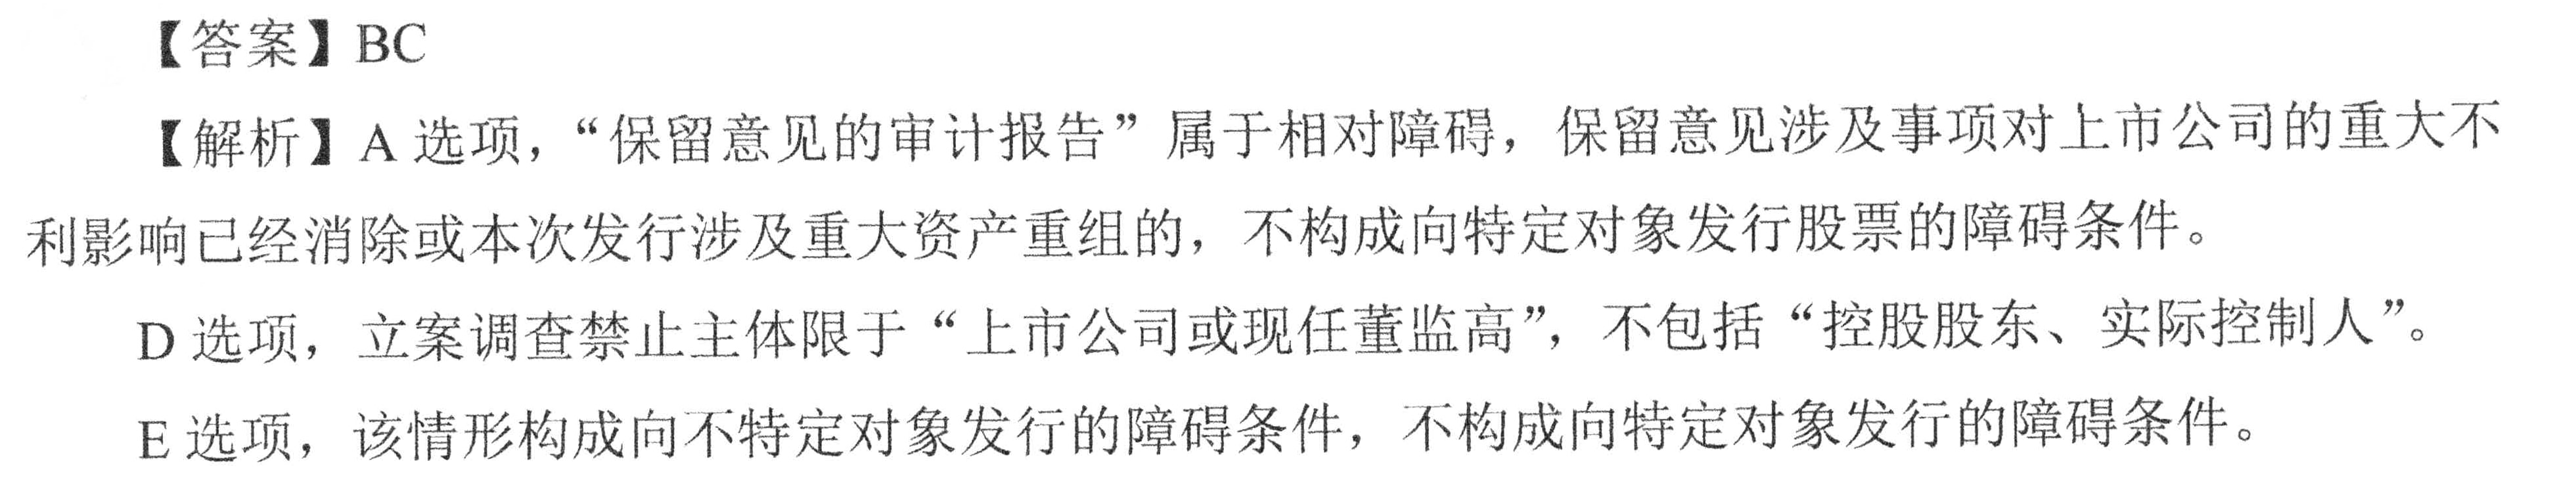 【答案】BC
【解析】A 选项，“保留意见的审计报告”属于相对障碍，保留意见涉及事项对上市公司的重大不
利影响已经消除或本次发行涉及重大资产重组的，不构成向特定对象发行股票的障碍条件。
D 选项，立案调查禁止主体限于“上市公司或现任董监高”，不包括“控股股东、实际控制人”。
E 选项，该情形构成向不特定对象发行的障碍条件，不构成向特定对象发行的障碍条件。